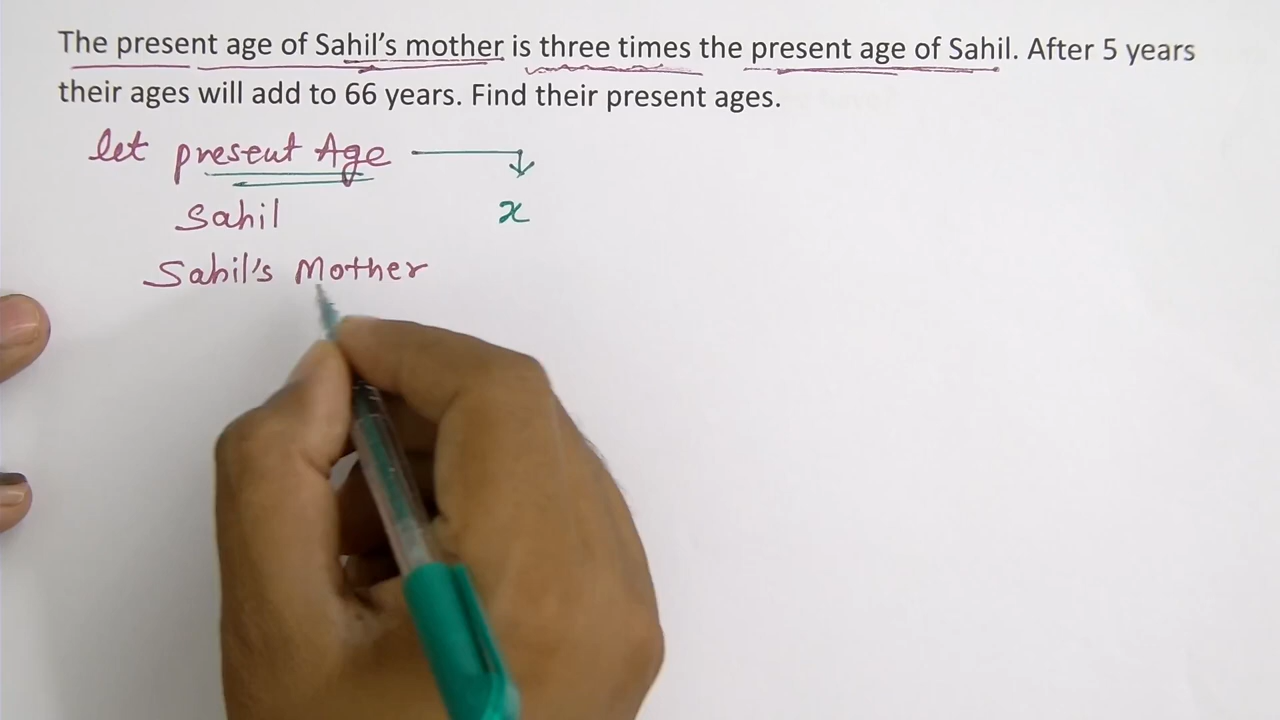 The present age of Sahil's mother is three times the present age of Sahil. After 5 years
their ages will add to 66 years. Find their present ages.
let present Age
Sahil x
Sahil's Mother